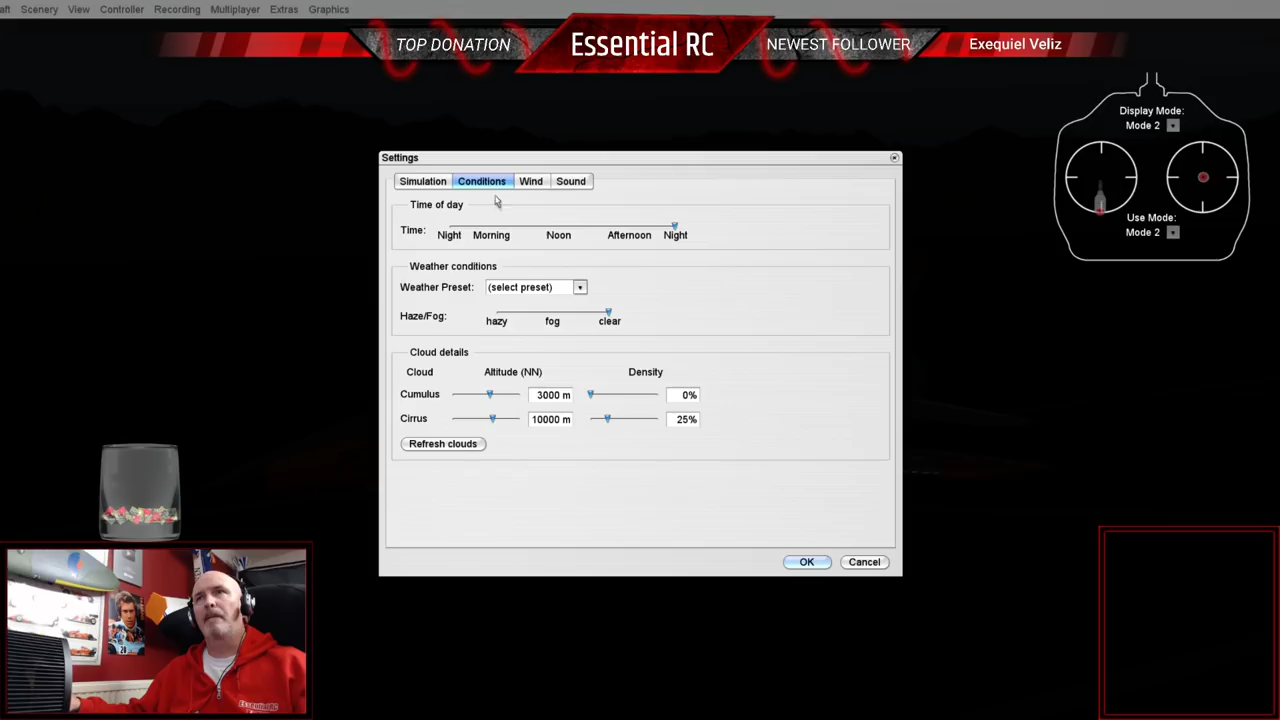 aft Scenery View Controller Recording Multiplayer Extras Graphics
TOP DONATION
Essential RC
NEWEST FOLLOWER
Exequiel Veliz
Display Mode:
Mode 2
Use Mode:
Mode 2
Settings
Simulation Conditions Wind Sound
Time of day
Time:
Night Morning Noon Afternoon Night
Weather conditions
Weather Preset: (select preset)
Haze/Fog:
hazy fog clear
Cloud details
Cloud Altitude (NN) Density
Cumulus 3000 m 0%
Cirrus 10000 m 25%
Refresh clouds
OK Cancel
Essential RC